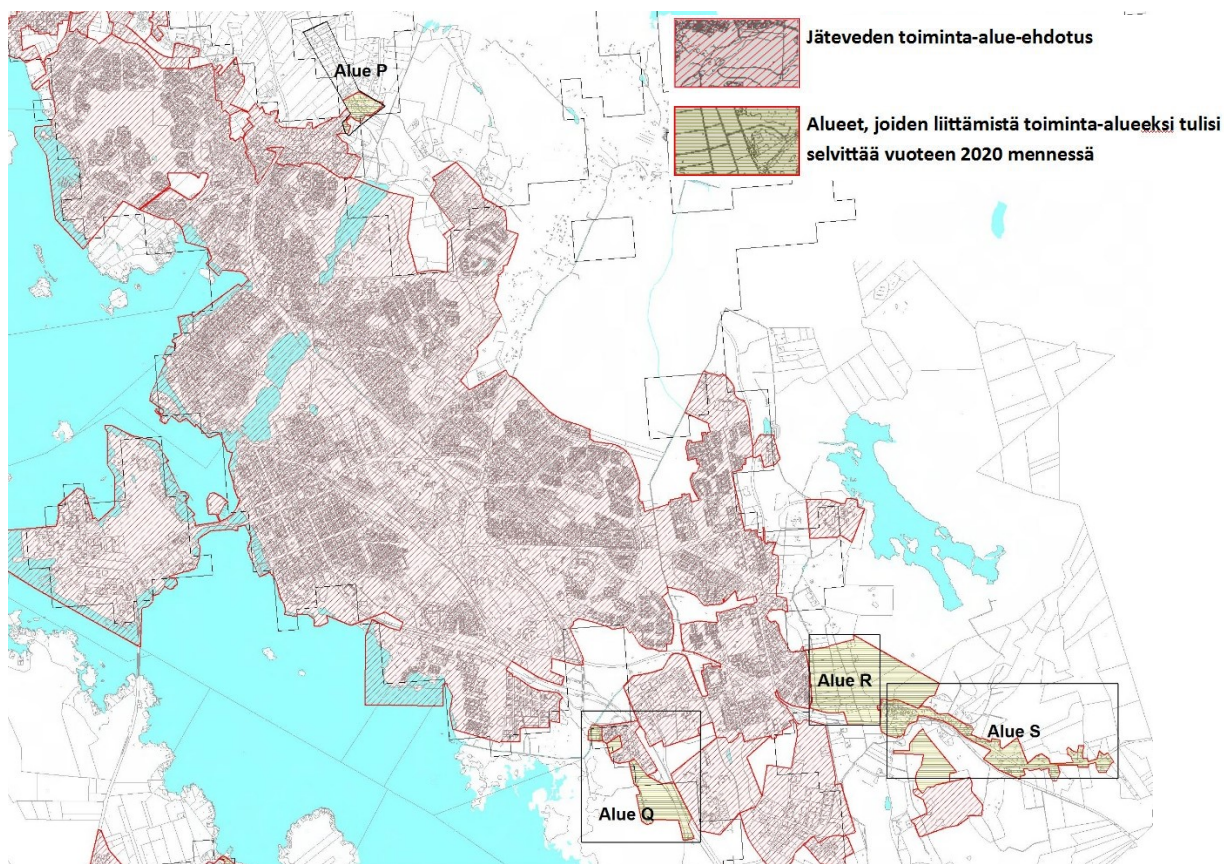 Jäteveden toiminta-alue-ehdotus
Alueet, joiden liittämistä toiminta-alueeksi tulisi
selvittää vuoteen 2020 mennessä
Alue P
Alue R
Alue S
Alue Q